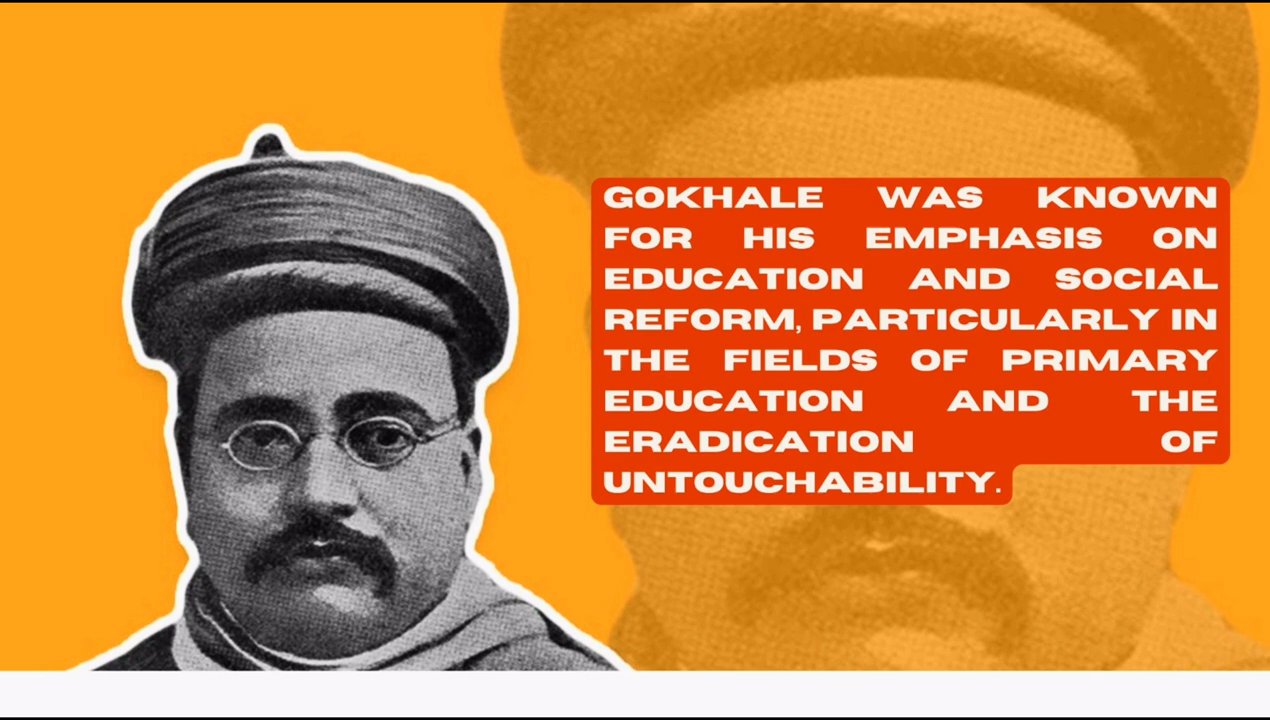 GOKHALE WAS KNOWN
FOR HIS EMPHASIS ON
EDUCATION AND SOCIAL
REFORM, PARTICULARLY IN
THE FIELDS OF PRIMARY
EDUCATION AND THE
ERADICATION OF
UNTOUCHABILITY.